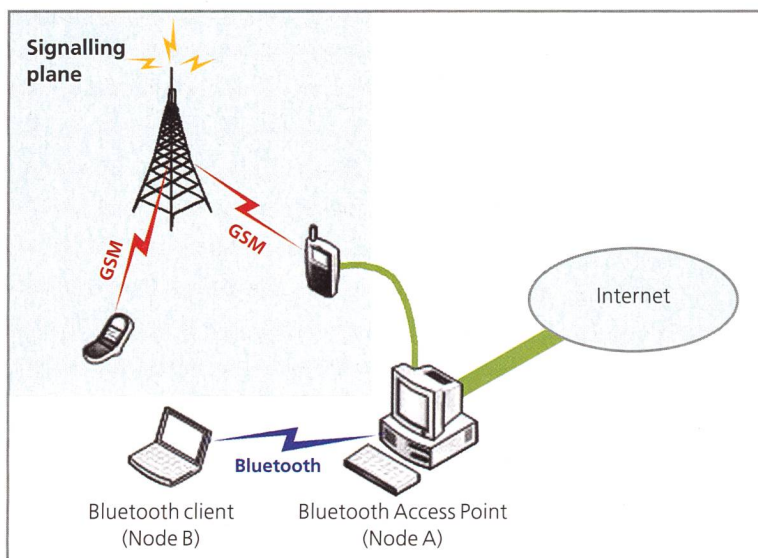 Signalling
plane
GSM
GSM
Internet
Bluetooth
Bluetooth client
(Node B)
Bluetooth Access Point
(Node A)